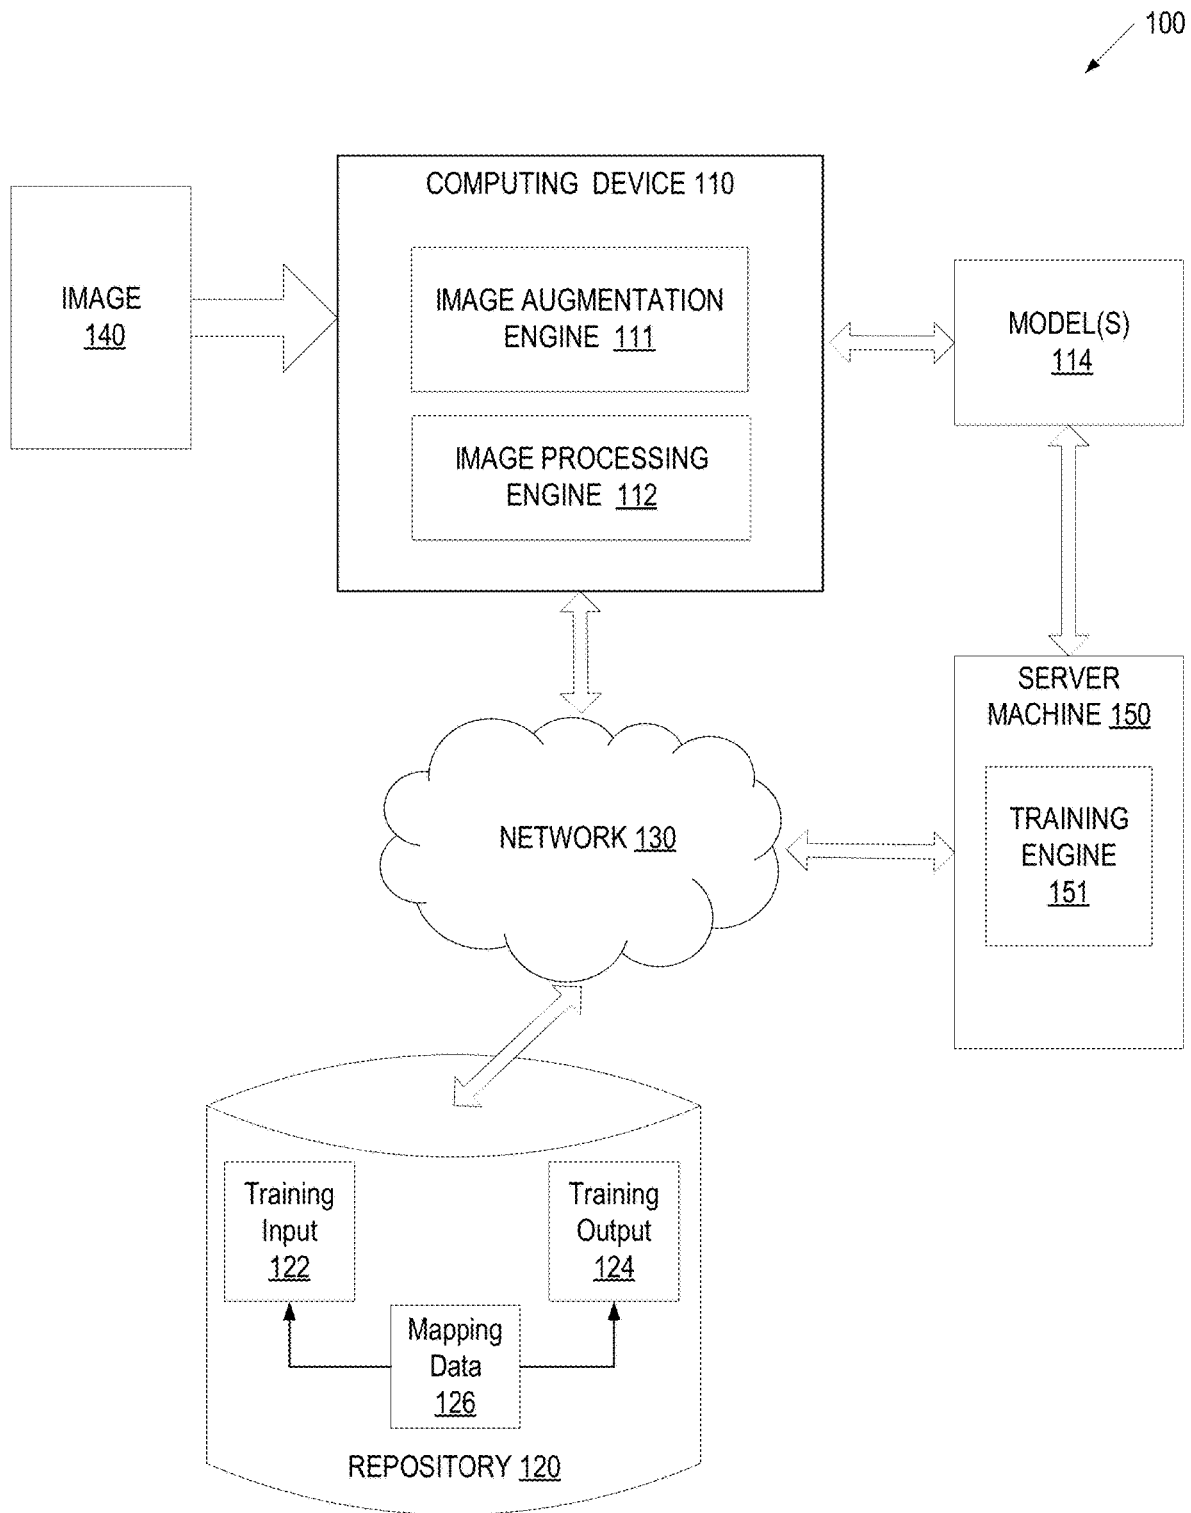 100
COMPUTING DEVICE 110
IMAGE
140
IMAGE AUGMENTATION
ENGINE 111
IMAGE PROCESSING
ENGINE 112
MODEL(S)
114
SERVER
MACHINE 150
TRAINING
ENGINE
151
NETWORK 130
Training
Input
122
Training
Output
124
Mapping
Data
126
REPOSITORY 120